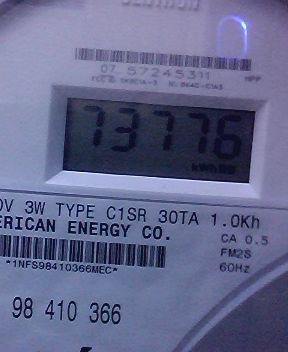 07 57245311
73776
kWh
0V 3W TYPE C1SR 30TA 1.0Kh
ERICAN ENERGY CO.
CA 0.5
FM2S
60Hz
*1NFS98410366MEC*
98 410 366